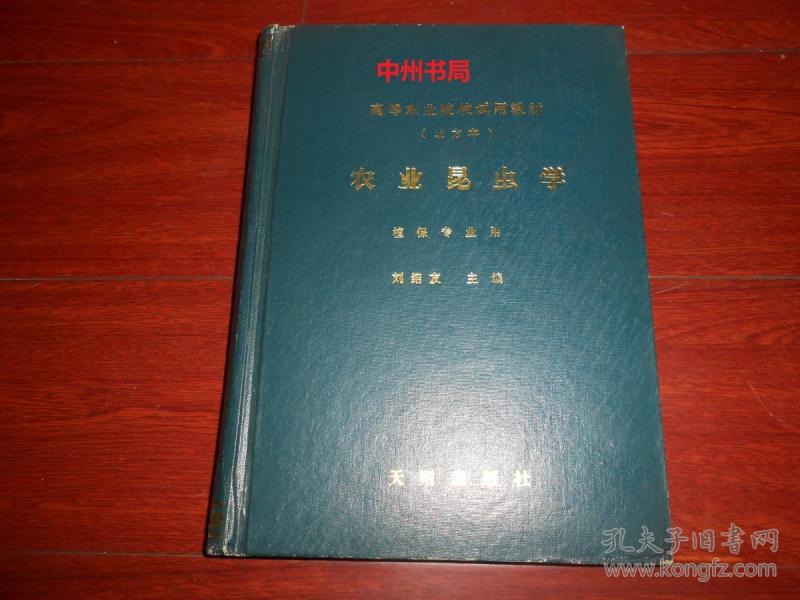 中州书局
高等农业院校试用教材
（北方本）
农业昆虫学
植保专业用
刘绍友 主编
天则出版社
孔夫子旧书网
www.kongfz.com